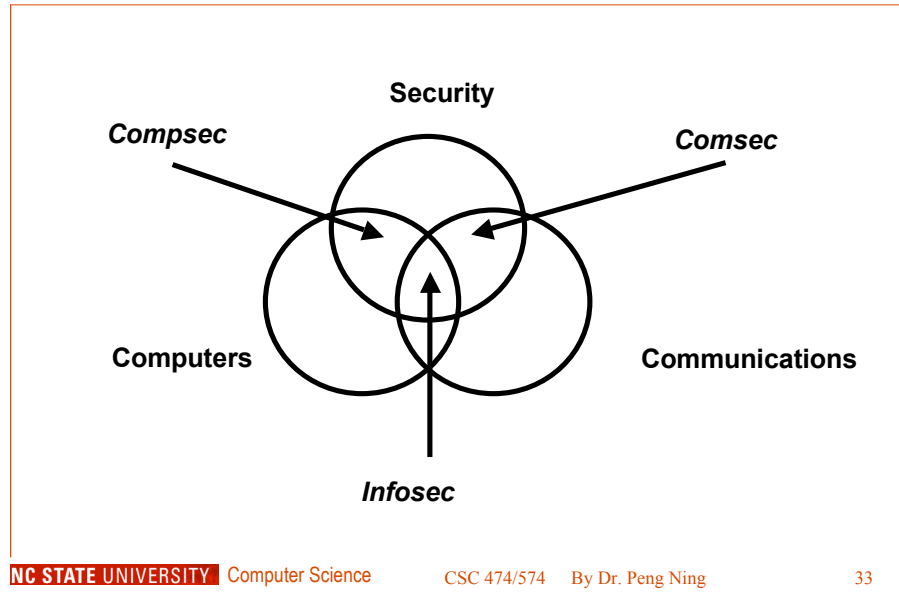 Security
Compsec
Comsec
Computers
Communications
Infosec
NC STATE UNIVERSITY Computer Science CSC 474/574 By Dr. Peng Ning 33